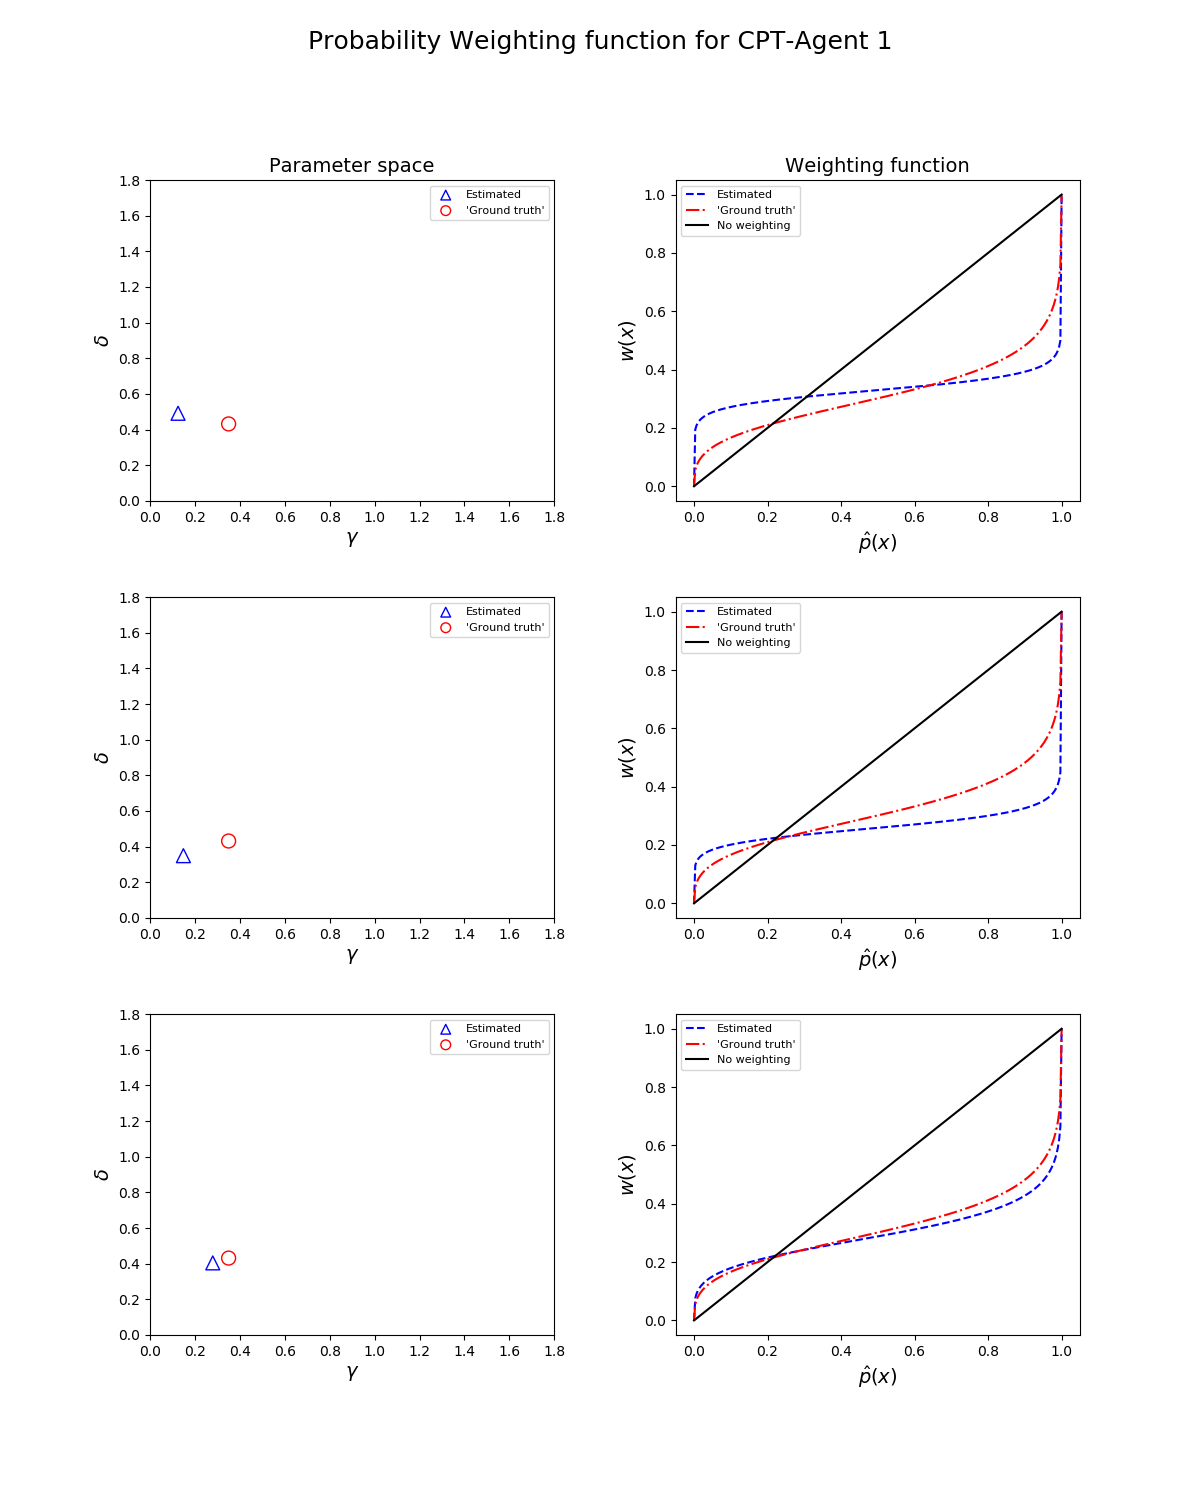 Probability Weighting function for CPT-Agent 1
Parameter space
1.8
1.6
1.4
1.2
1.0
0.8
0.6
0.4
0.2
0.0
δ
Estimated
'Ground truth'
0.0 0.2 0.4 0.6 0.8 1.0 1.2 1.4 1.6 1.8
γ
Weighting function
1.0
0.8
0.6
0.4
0.2
0.0
w(x)
Estimated
'Ground truth'
No weighting
0.0 0.2 0.4 0.6 0.8 1.0
p̂(x)
1.8
1.6
1.4
1.2
1.0
0.8
0.6
0.4
0.2
0.0
δ
Estimated
'Ground truth'
0.0 0.2 0.4 0.6 0.8 1.0 1.2 1.4 1.6 1.8
γ
1.0
0.8
0.6
0.4
0.2
0.0
w(x)
Estimated
'Ground truth'
No weighting
0.0 0.2 0.4 0.6 0.8 1.0
p̂(x)
1.8
1.6
1.4
1.2
1.0
0.8
0.6
0.4
0.2
0.0
δ
Estimated
'Ground truth'
0.0 0.2 0.4 0.6 0.8 1.0 1.2 1.4 1.6 1.8
γ
1.0
0.8
0.6
0.4
0.2
0.0
w(x)
Estimated
'Ground truth'
No weighting
0.0 0.2 0.4 0.6 0.8 1.0
p̂(x)